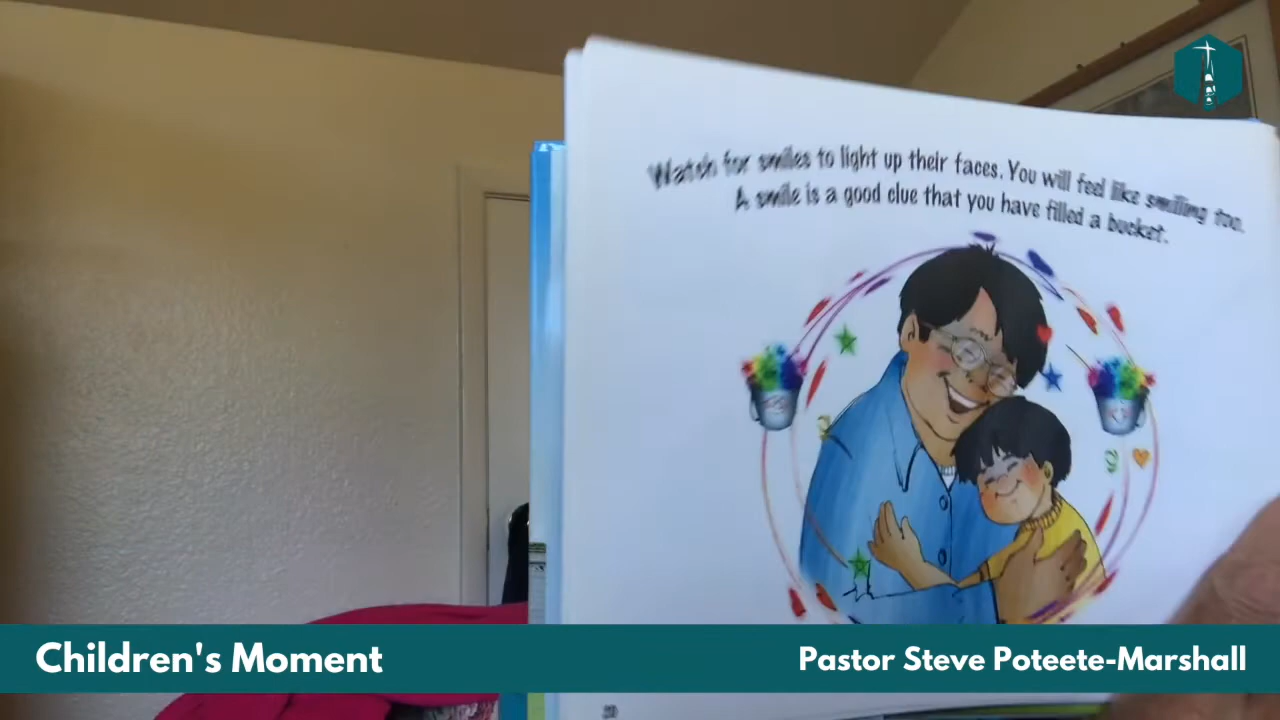 Watch for smiles to light up their faces. You will feel like smiling too.
A smile is a good clue that you have filled a bucket.
Children's Moment
Pastor Steve Poteete-Marshall